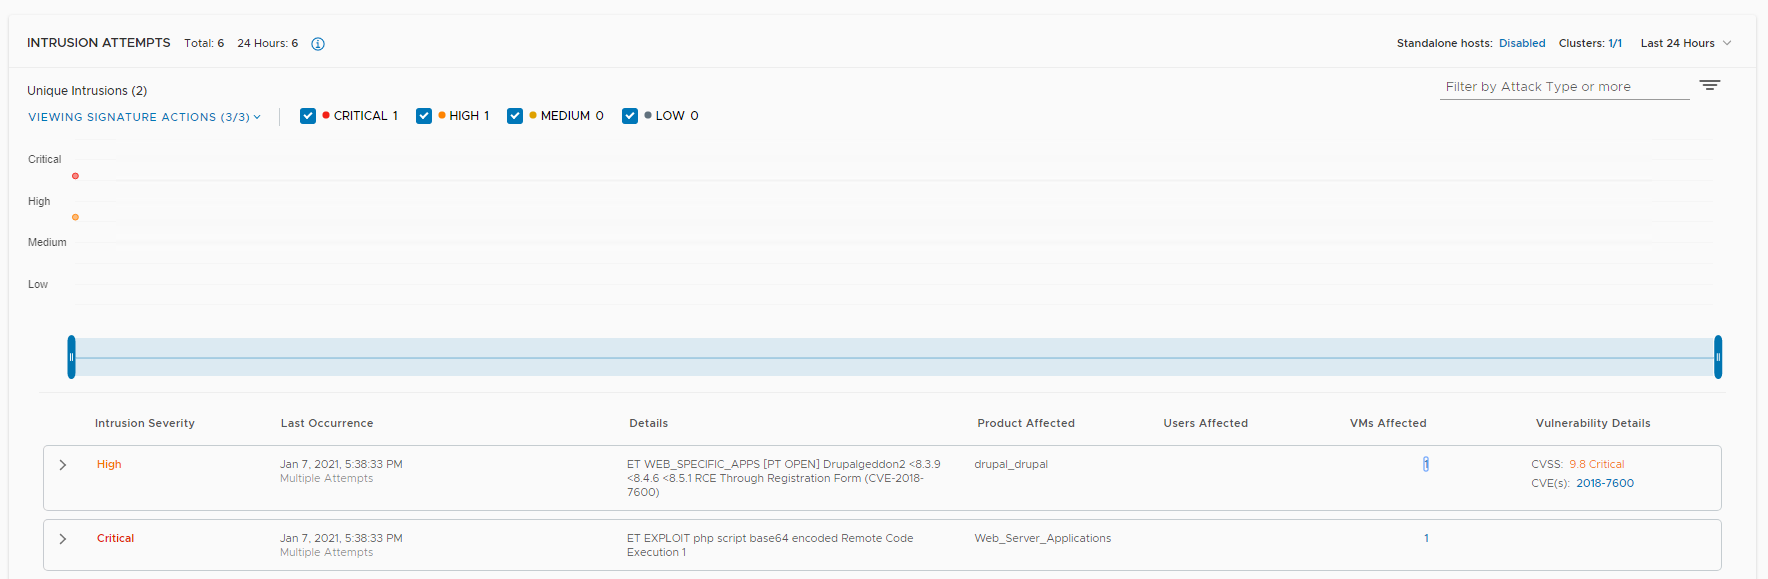 INTRUSION ATTEMPTS Total: 6 24 Hours: 6 Standalone hosts: Disabled Clusters: 1/1 Last 24 Hours
Unique Intrusions (2) Filter by Attack Type or more
VIEWING SIGNATURE ACTIONS (3/3) CRITICAL 1 HIGH 1 MEDIUM 0 LOW 0
Critical
High
Medium
Low
Intrusion Severity Last Occurrence Details Product Affected Users Affected VMs Affected Vulnerability Details
High Jan 7, 2021, 5:38:33 PM ET WEB_SPECIFIC_APPS [PT OPEN] Drupalgeddon2 <8.3.9 drupal_drupal 1 CVSS: 9.8 Critical
Multiple Attempts <8.4.6 <8.5.1 RCE Through Registration Form (CVE-2018- CVE(s): 2018-7600
7600)
Critical Jan 7, 2021, 5:38:33 PM ET EXPLOIT php script base64 encoded Remote Code Web_Server_Applications 1
Multiple Attempts Execution 1